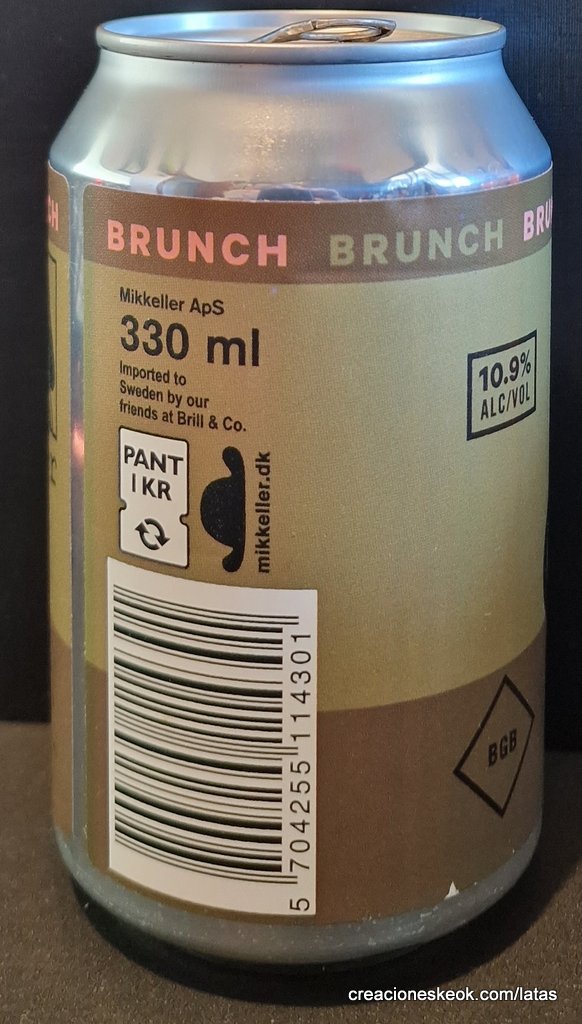 CH
BRUNCH BRUNCH BRU
Mikkeller ApS
330 ml
Imported to
Sweden by our
friends at Brill & Co.
10.9%
ALC/VOL
PANT
1 KR
mikkeller.dk
5 704255 114301
BGB
creacioneskeok.com/latas